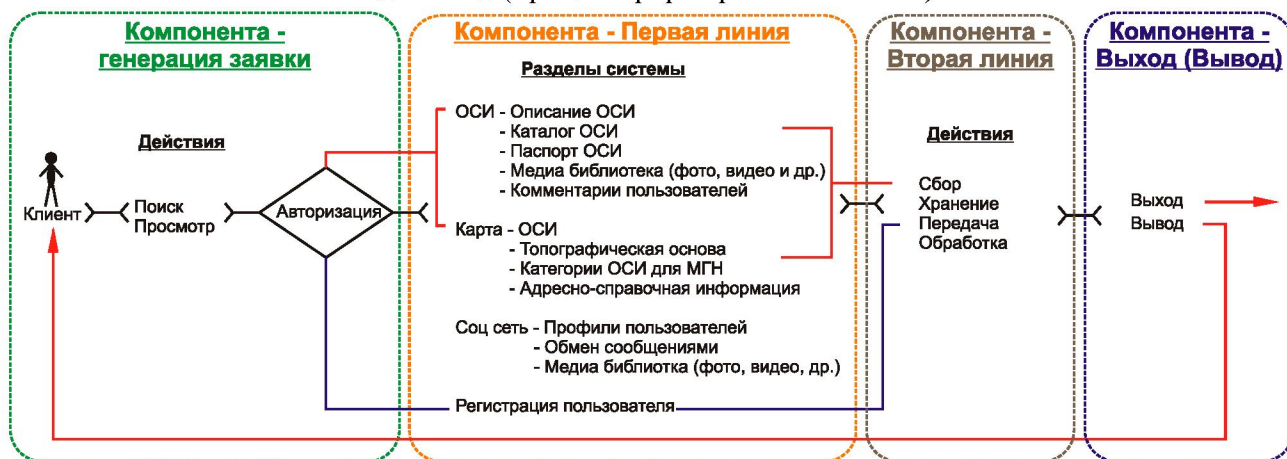 Компонента -
генерация заявки
Действия
Клиент
Поиск
Просмотр
Авторизация
Компонента - Первая линия
Разделы системы
ОСИ - Описание ОСИ
- Каталог ОСИ
- Паспорт ОСИ
- Медиа библиотека (фото, видео и др.)
- Комментарии пользователей
Карта - ОСИ
- Топографическая основа
- Категории ОСИ для МГН
- Адресно-справочная информация
Соц сеть - Профили пользователей
- Обмен сообщениями
- Медиа библиотка (фото, видео, др.)
Регистрация пользователя
Компонента -
Вторая линия
Действия
Сбор
Хранение
Передача
Обработка
Компонента -
Выход (Вывод)
Выход
Вывод